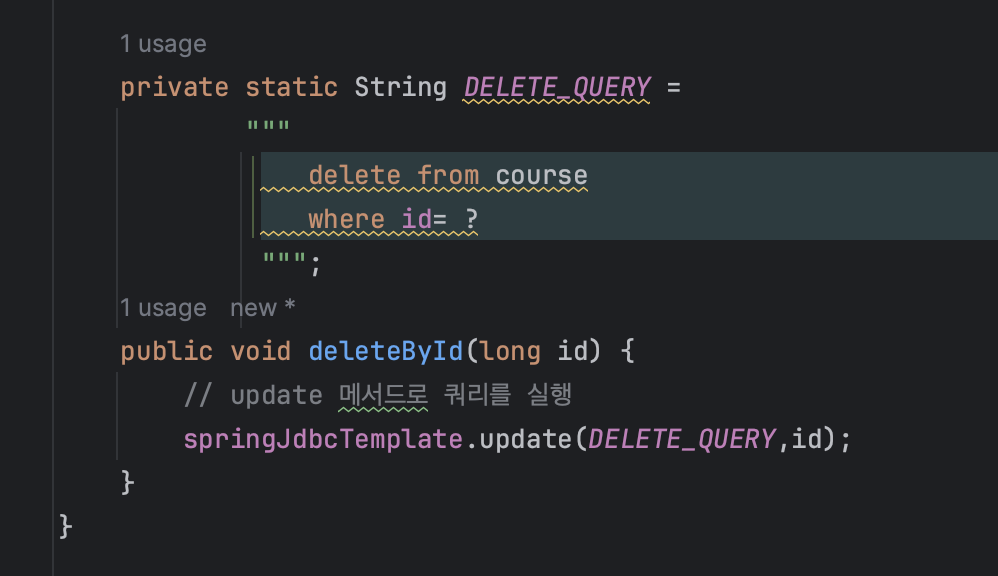 1 usage
private static String DELETE_QUERY =
"""
delete from course
where id= ?
""";
1 usage new *
public void deleteById(long id) {
// update 메서드로 쿼리를 실행
springJdbcTemplate.update(DELETE_QUERY,id);
}
}